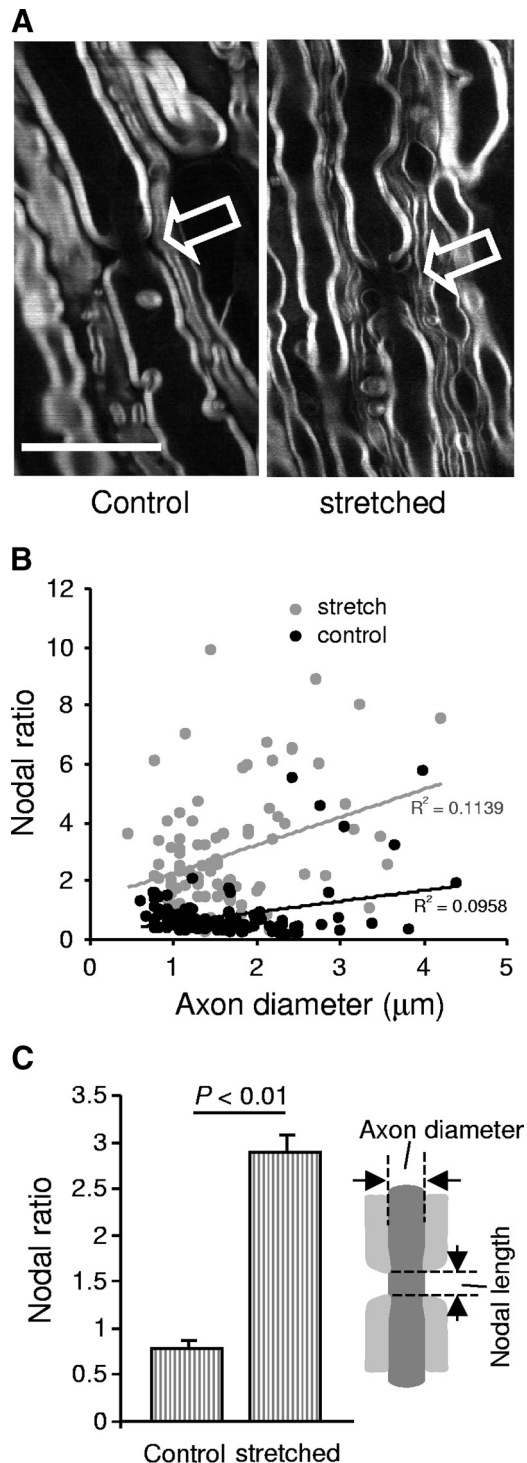 A
Control
stretched
B
12
10
8
6
4
2
0
Nodal ratio
stretch
control
R² = 0.1139
R² = 0.0958
0 1 2 3 4 5
Axon diameter (μm)
C
3.5
3
2.5
2
1.5
1
0.5
0
Nodal ratio
P < 0.01
Control stretched
Axon diameter
Nodal length